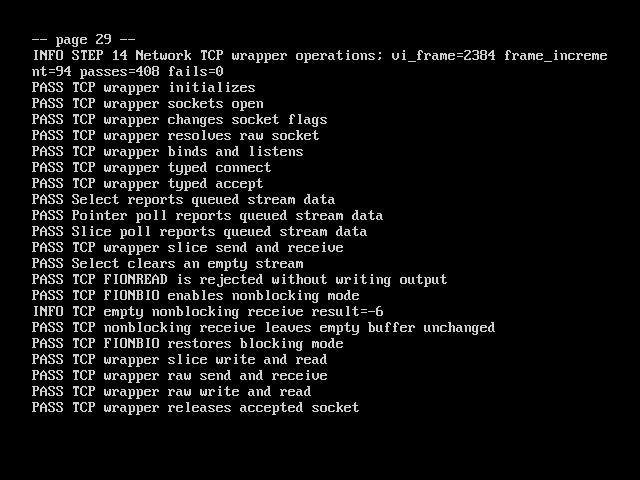 -- page 29 --
INFO STEP 14 Network TCP wrapper operations; vi_frame=2384 frame_increme
nt=94 passes=408 fails=0
PASS TCP wrapper initializes
PASS TCP wrapper sockets open
PASS TCP wrapper changes socket flags
PASS TCP wrapper resolves raw socket
PASS TCP wrapper binds and listens
PASS TCP wrapper typed connect
PASS TCP wrapper typed accept
PASS Select reports queued stream data
PASS Pointer poll reports queued stream data
PASS Slice poll reports queued stream data
PASS TCP wrapper slice send and receive
PASS Select clears an empty stream
PASS TCP FIONREAD is rejected without writing output
PASS TCP FIONBIO enables nonblocking mode
INFO TCP empty nonblocking receive result=-6
PASS TCP nonblocking receive leaves empty buffer unchanged
PASS TCP FIONBIO restores blocking mode
PASS TCP wrapper slice write and read
PASS TCP wrapper raw send and receive
PASS TCP wrapper raw write and read
PASS TCP wrapper releases accepted socket